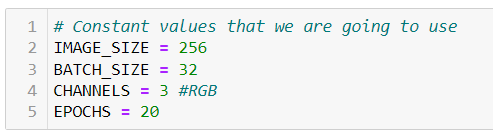 1 # Constant values that we are going to use
2 IMAGE_SIZE = 256
3 BATCH_SIZE = 32
4 CHANNELS = 3 #RGB
5 EPOCHS = 20